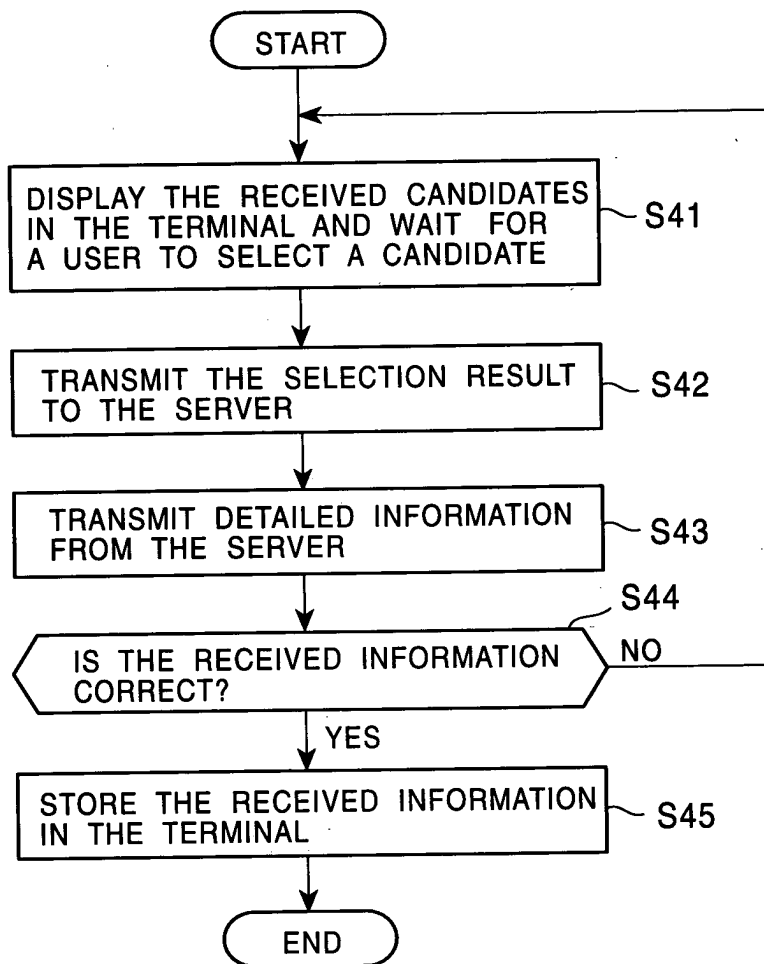 START
DISPLAY THE RECEIVED CANDIDATES
IN THE TERMINAL AND WAIT FOR
A USER TO SELECT A CANDIDATE
S41
TRANSMIT THE SELECTION RESULT
TO THE SERVER
S42
TRANSMIT DETAILED INFORMATION
FROM THE SERVER
S43
S44
IS THE RECEIVED INFORMATION
CORRECT?
NO
YES
STORE THE RECEIVED INFORMATION
IN THE TERMINAL
S45
END